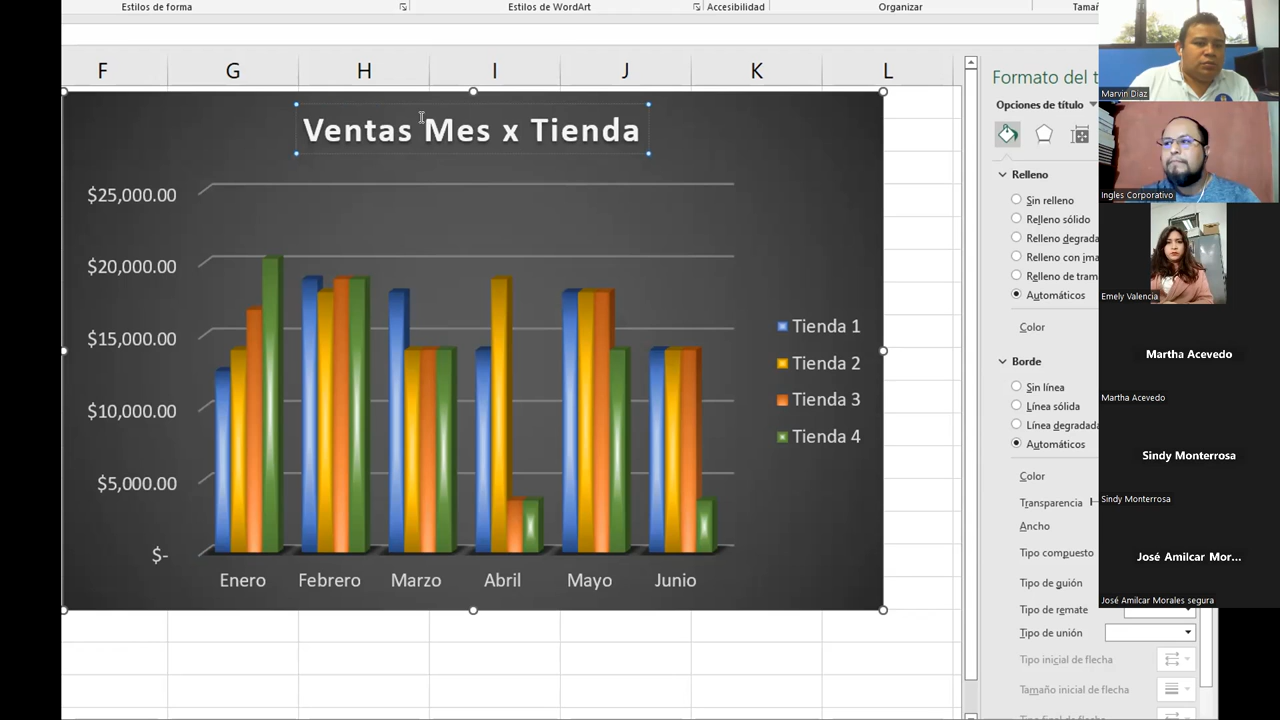 Estilos de forma
Estilos de WordArt
Accesibilidad
Organizar
Tamañ
F
G
H
I
J
K
L
Ventas Mes x Tienda
$25,000.00
$20,000.00
$15,000.00
$10,000.00
$5,000.00
$-
Enero
Febrero
Marzo
Abril
Mayo
Junio
Tienda 1
Tienda 2
Tienda 3
Tienda 4
Formato del t
Opciones de título
Relleno
Sin relleno
Relleno sólido
Relleno degrada
Relleno con ima
Relleno de tram
Automáticos
Color
Borde
Sin línea
Línea sólida
Línea degradada
Automáticos
Color
Transparencia
Ancho
Tipo compuesto
Tipo de guión
Tipo de remate
Tipo de unión
Tipo inicial de flecha
Tamaño inicial de flecha
Marvin Diaz
Ingles Corporativo
Emely Valencia
Martha Acevedo
Martha Acevedo
Sindy Monterrosa
Sindy Monterrosa
José Amilcar Mor...
José Amilcar Morales segura